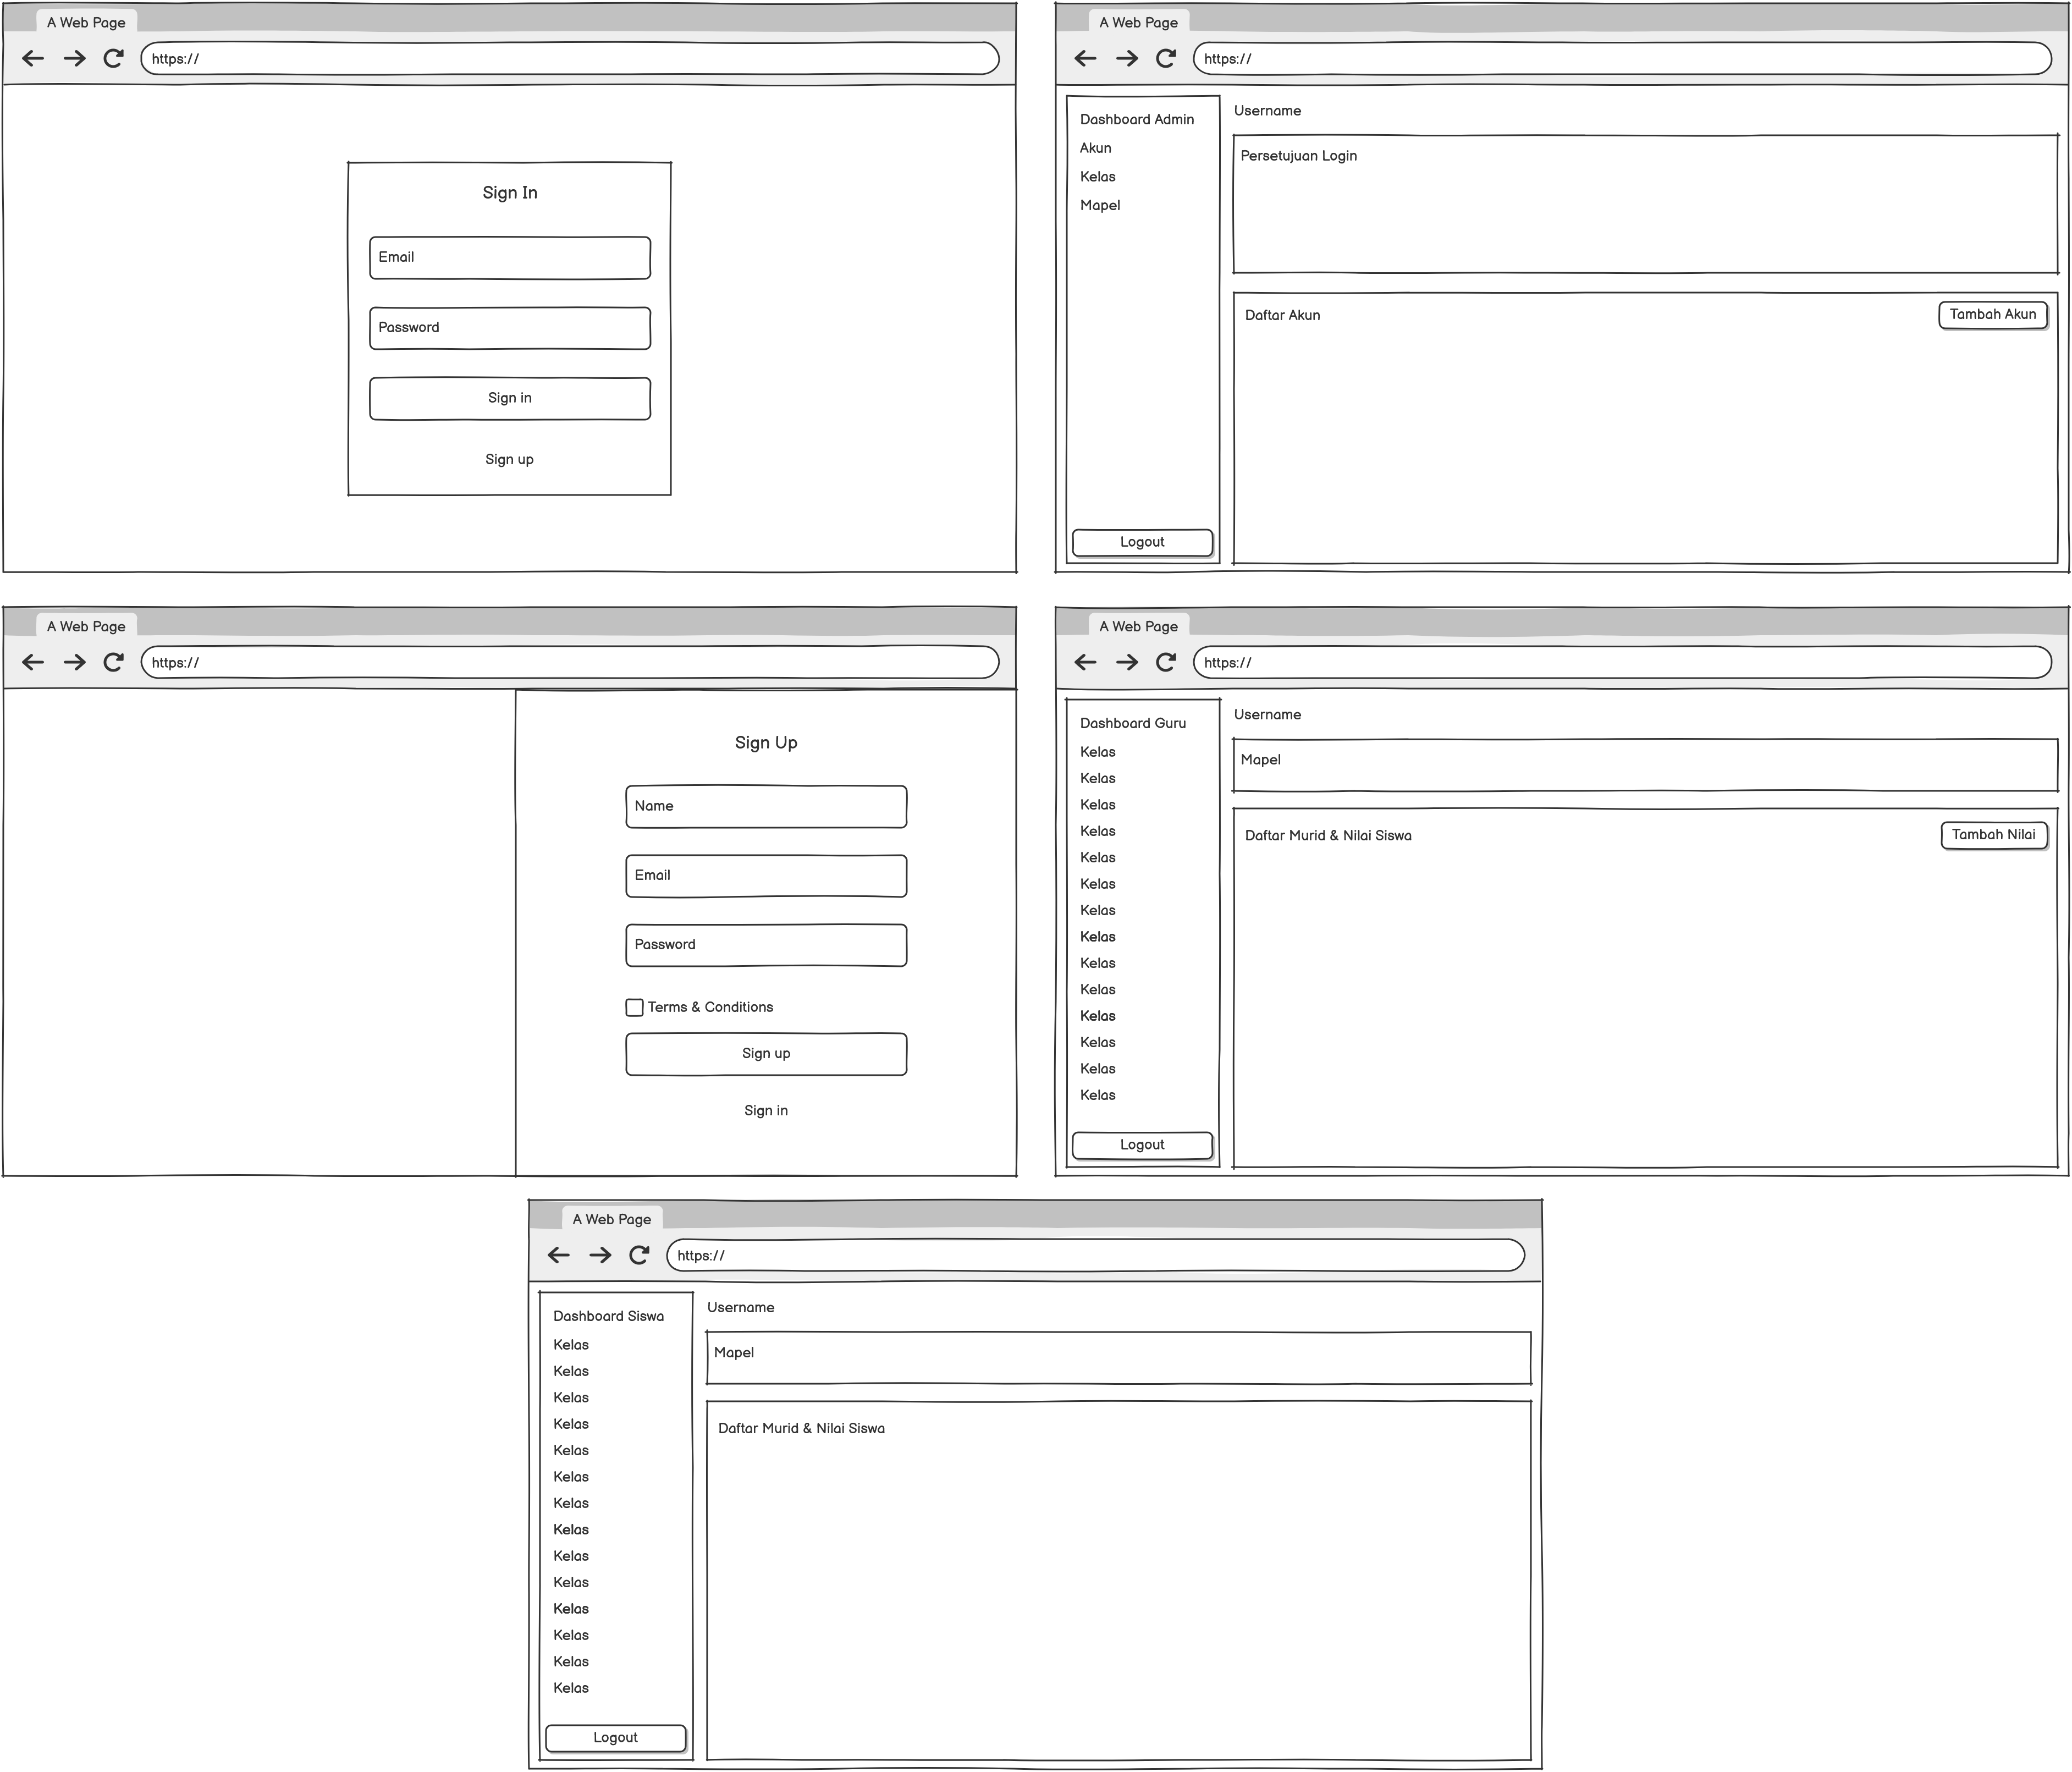 A Web Page
https://
Sign In
Email
Password
Sign in
Sign up
A Web Page
https://
Dashboard Admin
Akun
Kelas
Mapel
Logout
Username
Persetujuan Login
Daftar Akun
Tambah Akun
A Web Page
https://
Sign Up
Name
Email
Password
Terms & Conditions
Sign up
Sign in
A Web Page
https://
Dashboard Guru
Kelas
Kelas
Kelas
Kelas
Kelas
Kelas
Kelas
Kelas
Kelas
Kelas
Kelas
Kelas
Kelas
Kelas
Logout
Username
Mapel
Daftar Murid & Nilai Siswa
Tambah Nilai
A Web Page
https://
Dashboard Siswa
Kelas
Kelas
Kelas
Kelas
Kelas
Kelas
Kelas
Kelas
Kelas
Kelas
Kelas
Kelas
Kelas
Kelas
Logout
Username
Mapel
Daftar Murid & Nilai Siswa